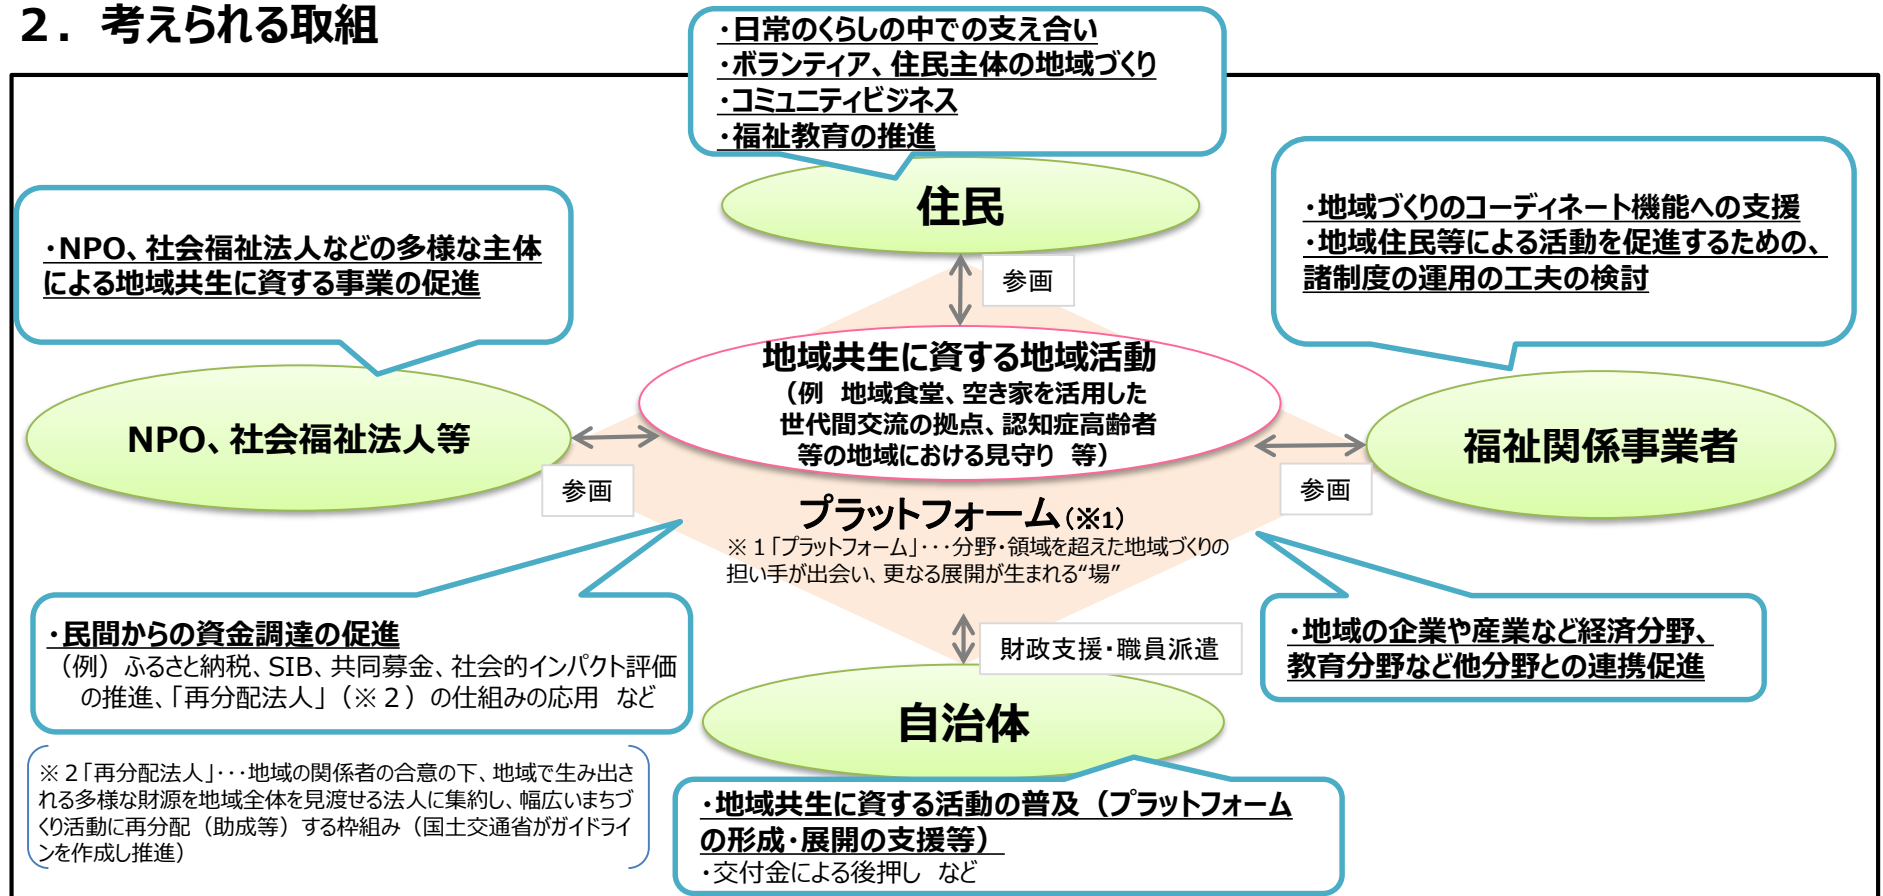 ２．考えられる取組
・日常のくらしの中での支え合い
・ボランティア、住民主体の地域づくり
・コミュニティビジネス
・福祉教育の推進
住民
・NPO、社会福祉法人などの多様な主体
による地域共生に資する事業の促進
・地域づくりのコーディネート機能への支援
・地域住民等による活動を促進するための、
諸制度の運用の工夫の検討
参画
地域共生に資する地域活動
（例　地域食堂、空き家を活用した
世代間交流の拠点、認知症高齢者
等の地域における見守り　等）
NPO、社会福祉法人等
福祉関係事業者
参画
参画
プラットフォーム（※1）
※１「プラットフォーム」・・・分野・領域を超えた地域づくりの
担い手が出会い、更なる展開が生まれる“場”
・民間からの資金調達の促進
（例）ふるさと納税、SIB、共同募金、社会的インパクト評価
の推進、「再分配法人」（※２）の仕組みの応用　など
財政支援・職員派遣
・地域の企業や産業など経済分野、
教育分野など他分野との連携促進
自治体
※２「再分配法人」・・・地域の関係者の合意の下、地域で生み出さ
れる多様な財源を地域全体を見渡せる法人に集約し、幅広いまちづ
くり活動に再分配（助成等）する枠組み（国土交通省がガイドライ
ンを作成し推進）
・地域共生に資する活動の普及（プラットフォーム
の形成・展開の支援等）
・交付金による後押し　など